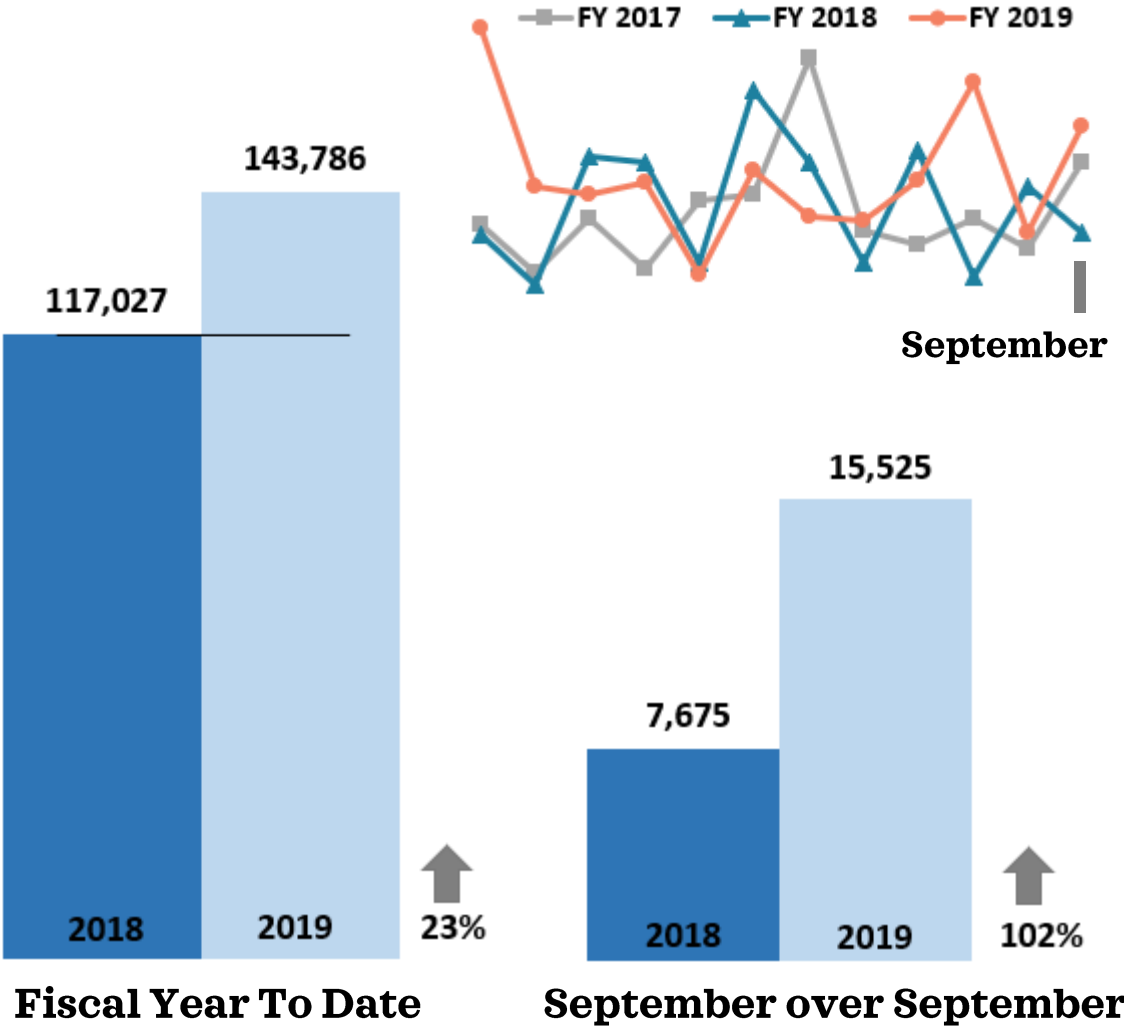 FY 2017 FY 2018 FY 2019
September
143,786
117,027
2018 2019 23%
Fiscal Year To Date
15,525
7,675
2018 2019 102%
September over September